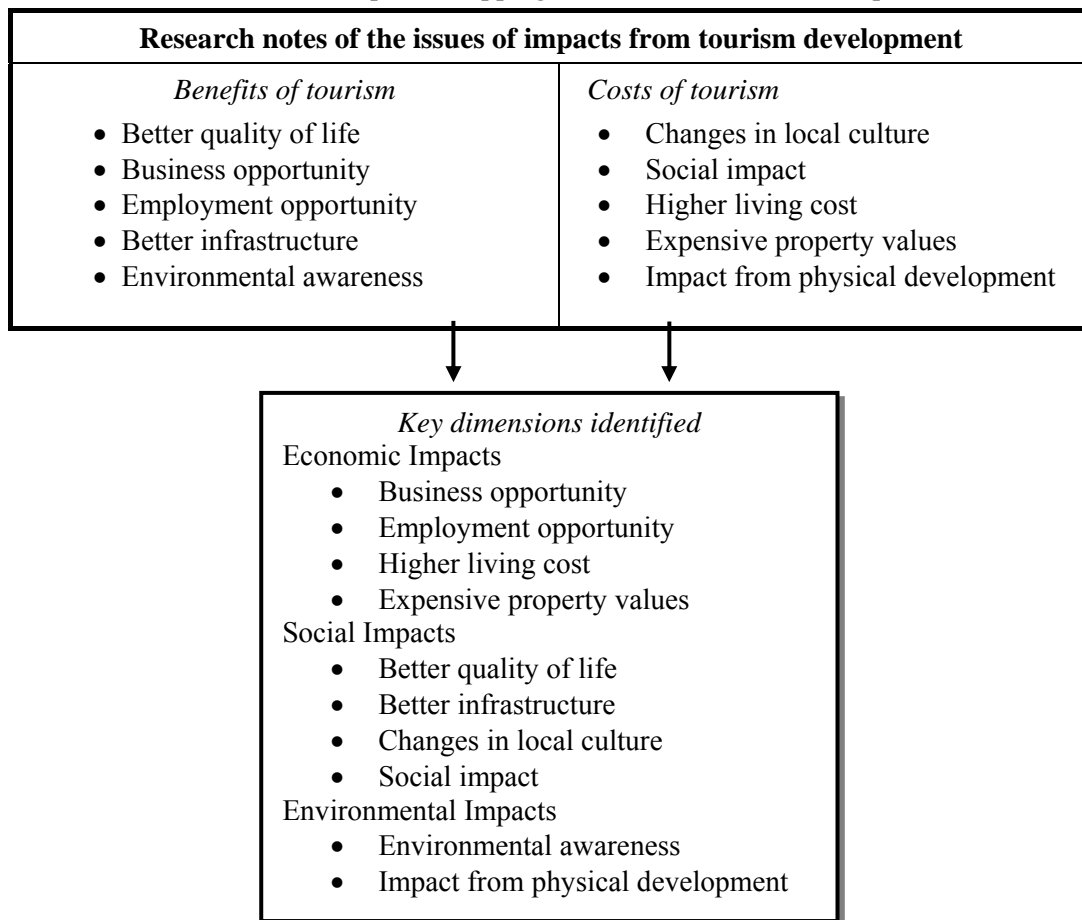 Research notes of the issues of impacts from tourism development
Benefits of tourism
• Better quality of life
• Business opportunity
• Employment opportunity
• Better infrastructure
• Environmental awareness
Costs of tourism
• Changes in local culture
• Social impact
• Higher living cost
• Expensive property values
• Impact from physical development
Key dimensions identified
Economic Impacts
• Business opportunity
• Employment opportunity
• Higher living cost
• Expensive property values
Social Impacts
• Better quality of life
• Better infrastructure
• Changes in local culture
• Social impact
Environmental Impacts
• Environmental awareness
• Impact from physical development